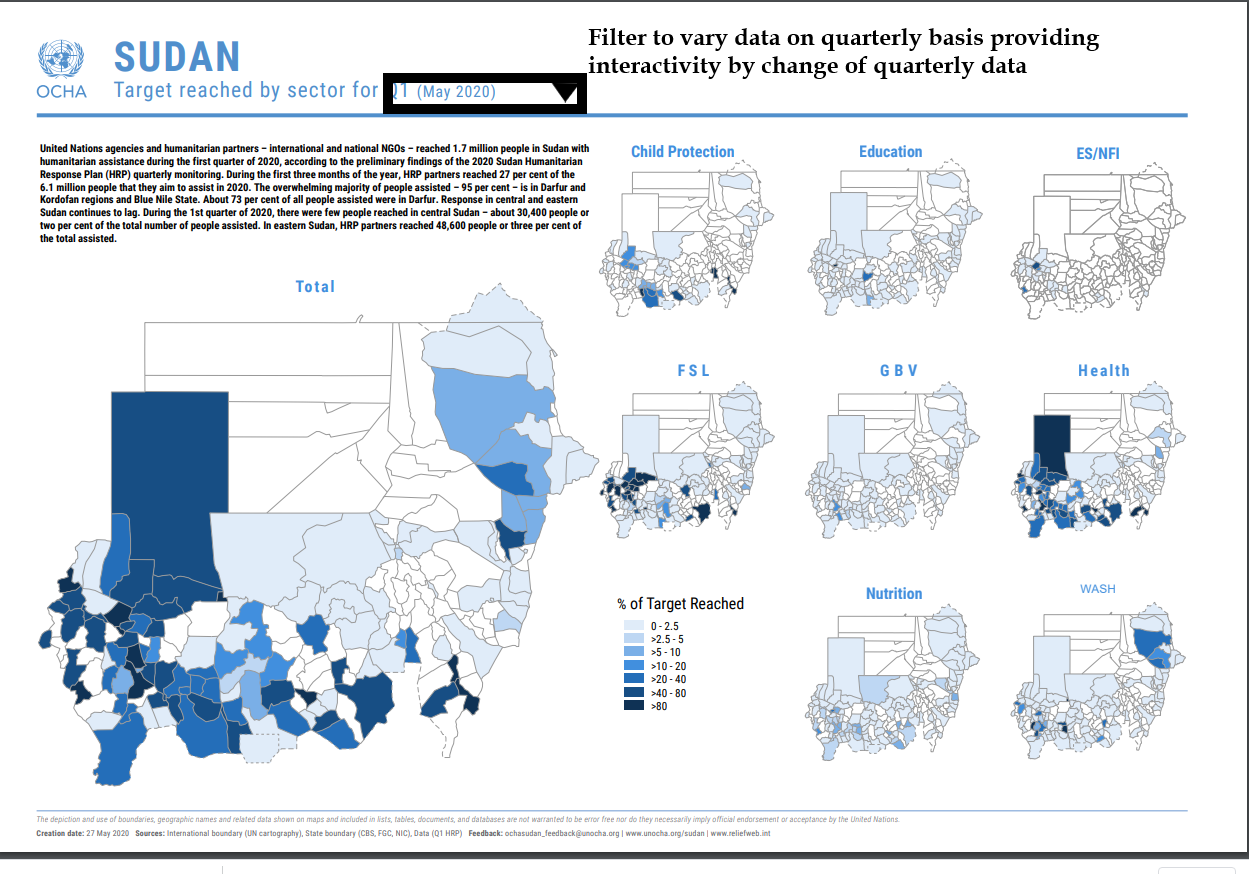 Filter to vary data on quarterly basis providing
interactivity by change of quarterly data
OCHA
SUDAN
Target reached by sector for Q1 (May 2020)
United Nations agencies and humanitarian partners – international and national NGOs – reached 1.7 million people in Sudan with
humanitarian assistance during the first quarter of 2020, according to the preliminary findings of the 2020 Sudan Humanitarian
Response Plan (HRP) quarterly monitoring. During the first three months of the year, HRP partners reached 27 per cent of the
6.1 million people that they aim to assist in 2020. The overwhelming majority of people assisted – 95 per cent – is in Darfur and
Kordofan regions and Blue Nile State. About 73 per cent of all people assisted were in Darfur. Response in central and eastern
Sudan continues to lag. During the 1st quarter of 2020, there were few people reached in central Sudan – about 30,400 people or
two per cent of the total number of people assisted. In eastern Sudan, HRP partners reached 48,600 people or three per cent of
the total assisted.
Total
Child Protection
Education
ES/NFI
FSL
GBV
Health
% of Target Reached
0 - 2.5
>2.5 - 5
>5 - 10
>10 - 20
>20 - 40
>40 - 80
>80
Nutrition
WASH
The depiction and use of boundaries, geographic names and related data shown on maps and included in lists, tables, documents, and databases are not warranted to be error free nor do they necessarily imply official endorsement or acceptance by the United Nations.
Creation date: 27 May 2020 Sources: International boundary (UN cartography), State boundary (CBS, FGC, NIC), Data (Q1 HRP) Feedback: ochasudan_feedback@unocha.org | www.unocha.org/sudan | www.reliefweb.int